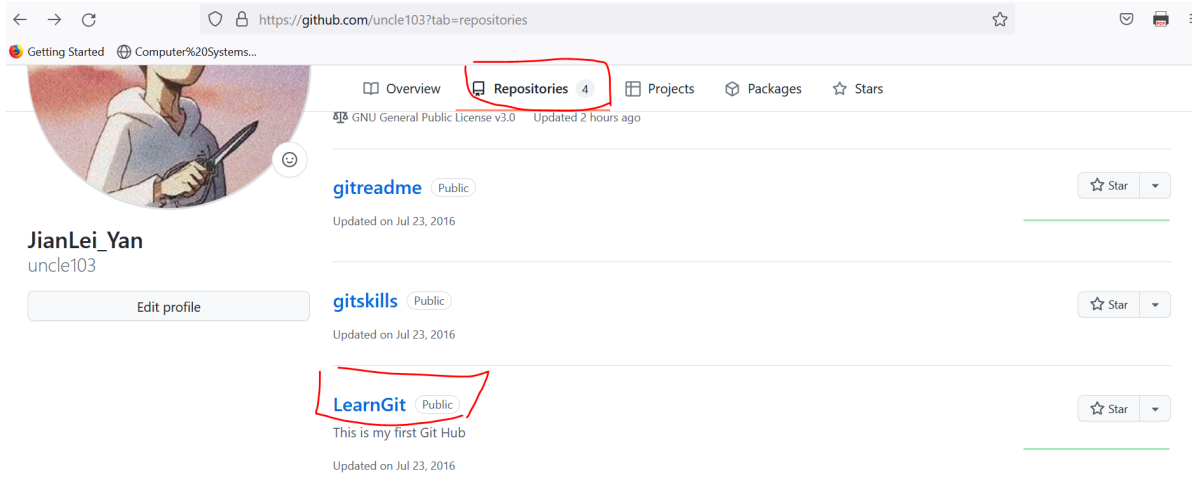 https://github.com/uncle103?tab=repositories
Getting Started Computer%20Systems...
Overview Repositories 4 Projects Packages Stars
GNU General Public License v3.0 Updated 2 hours ago
gitreadme Public Star
Updated on Jul 23, 2016
JianLei_Yan
uncle103
Edit profile
gitskills Public Star
Updated on Jul 23, 2016
LearnGit Public Star
This is my first Git Hub
Updated on Jul 23, 2016